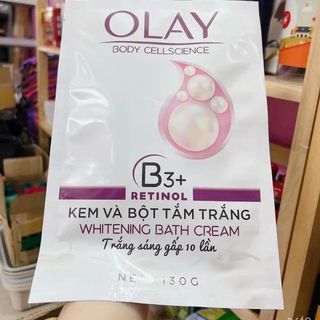 OLAY
BODY CELLSCIENCE
B3+
RETINOL
KEM VÀ BỘT TẮM TRẮNG
WHITENING BATH CREAM
Trắng sáng gấp 10 lần
130G